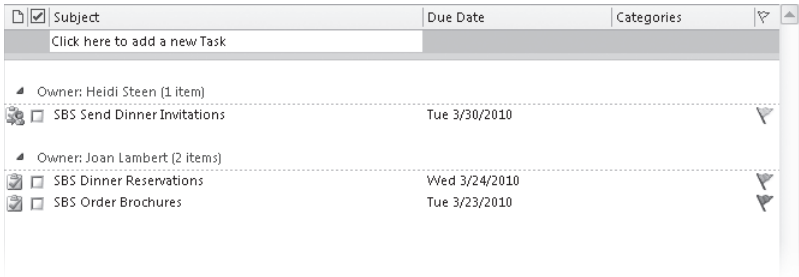 Subject Due Date Categories
Click here to add a new Task
Owner: Heidi Steen (1 item)
SBS Send Dinner Invitations Tue 3/30/2010
Owner: Joan Lambert (2 items)
SBS Dinner Reservations Wed 3/24/2010
SBS Order Brochures Tue 3/23/2010